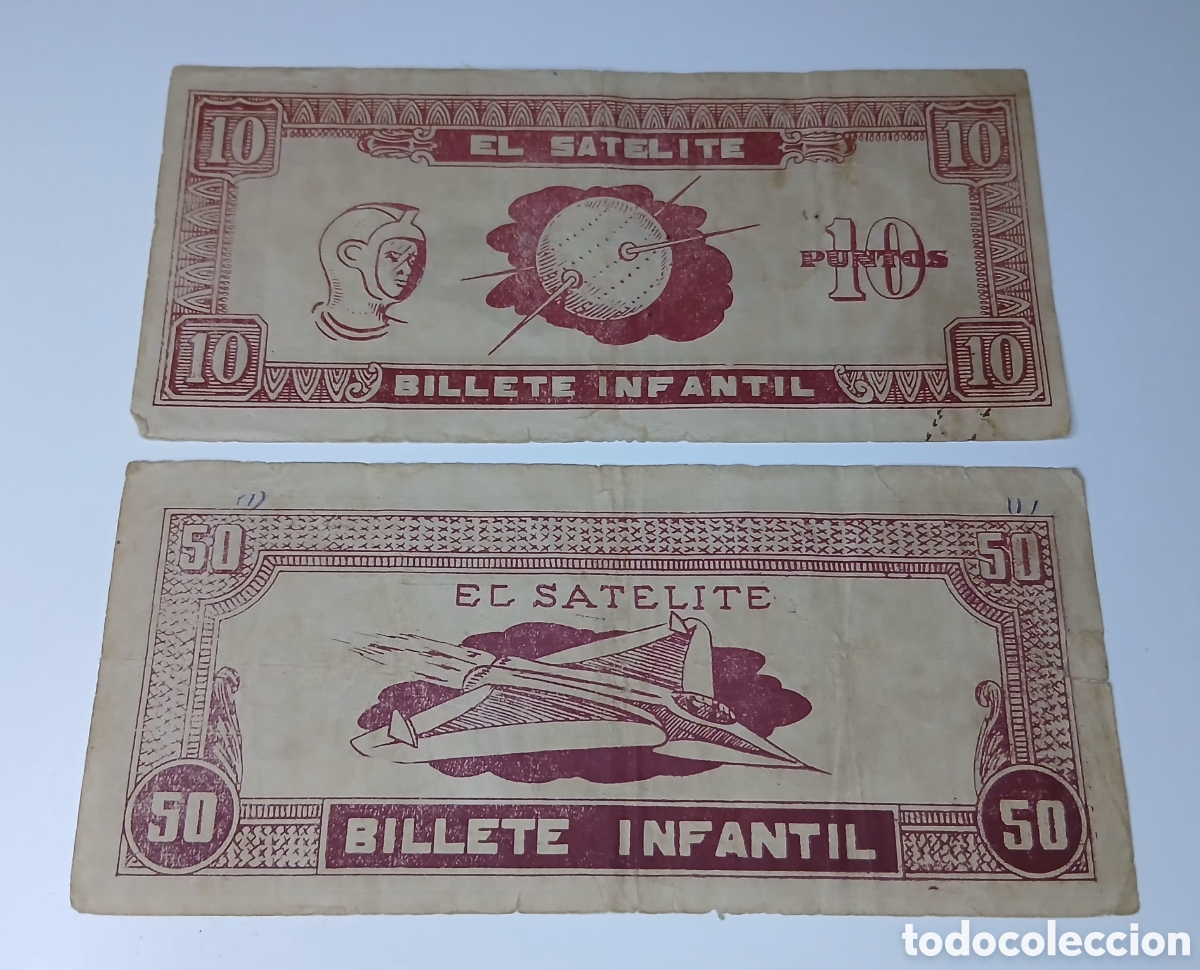 10 10
EL SATELITE
10
PUNTOS
10 10
BILLETE INFANTIL
50 50
EL SATELITE
50 50
BILLETE INFANTIL
todocoleccion